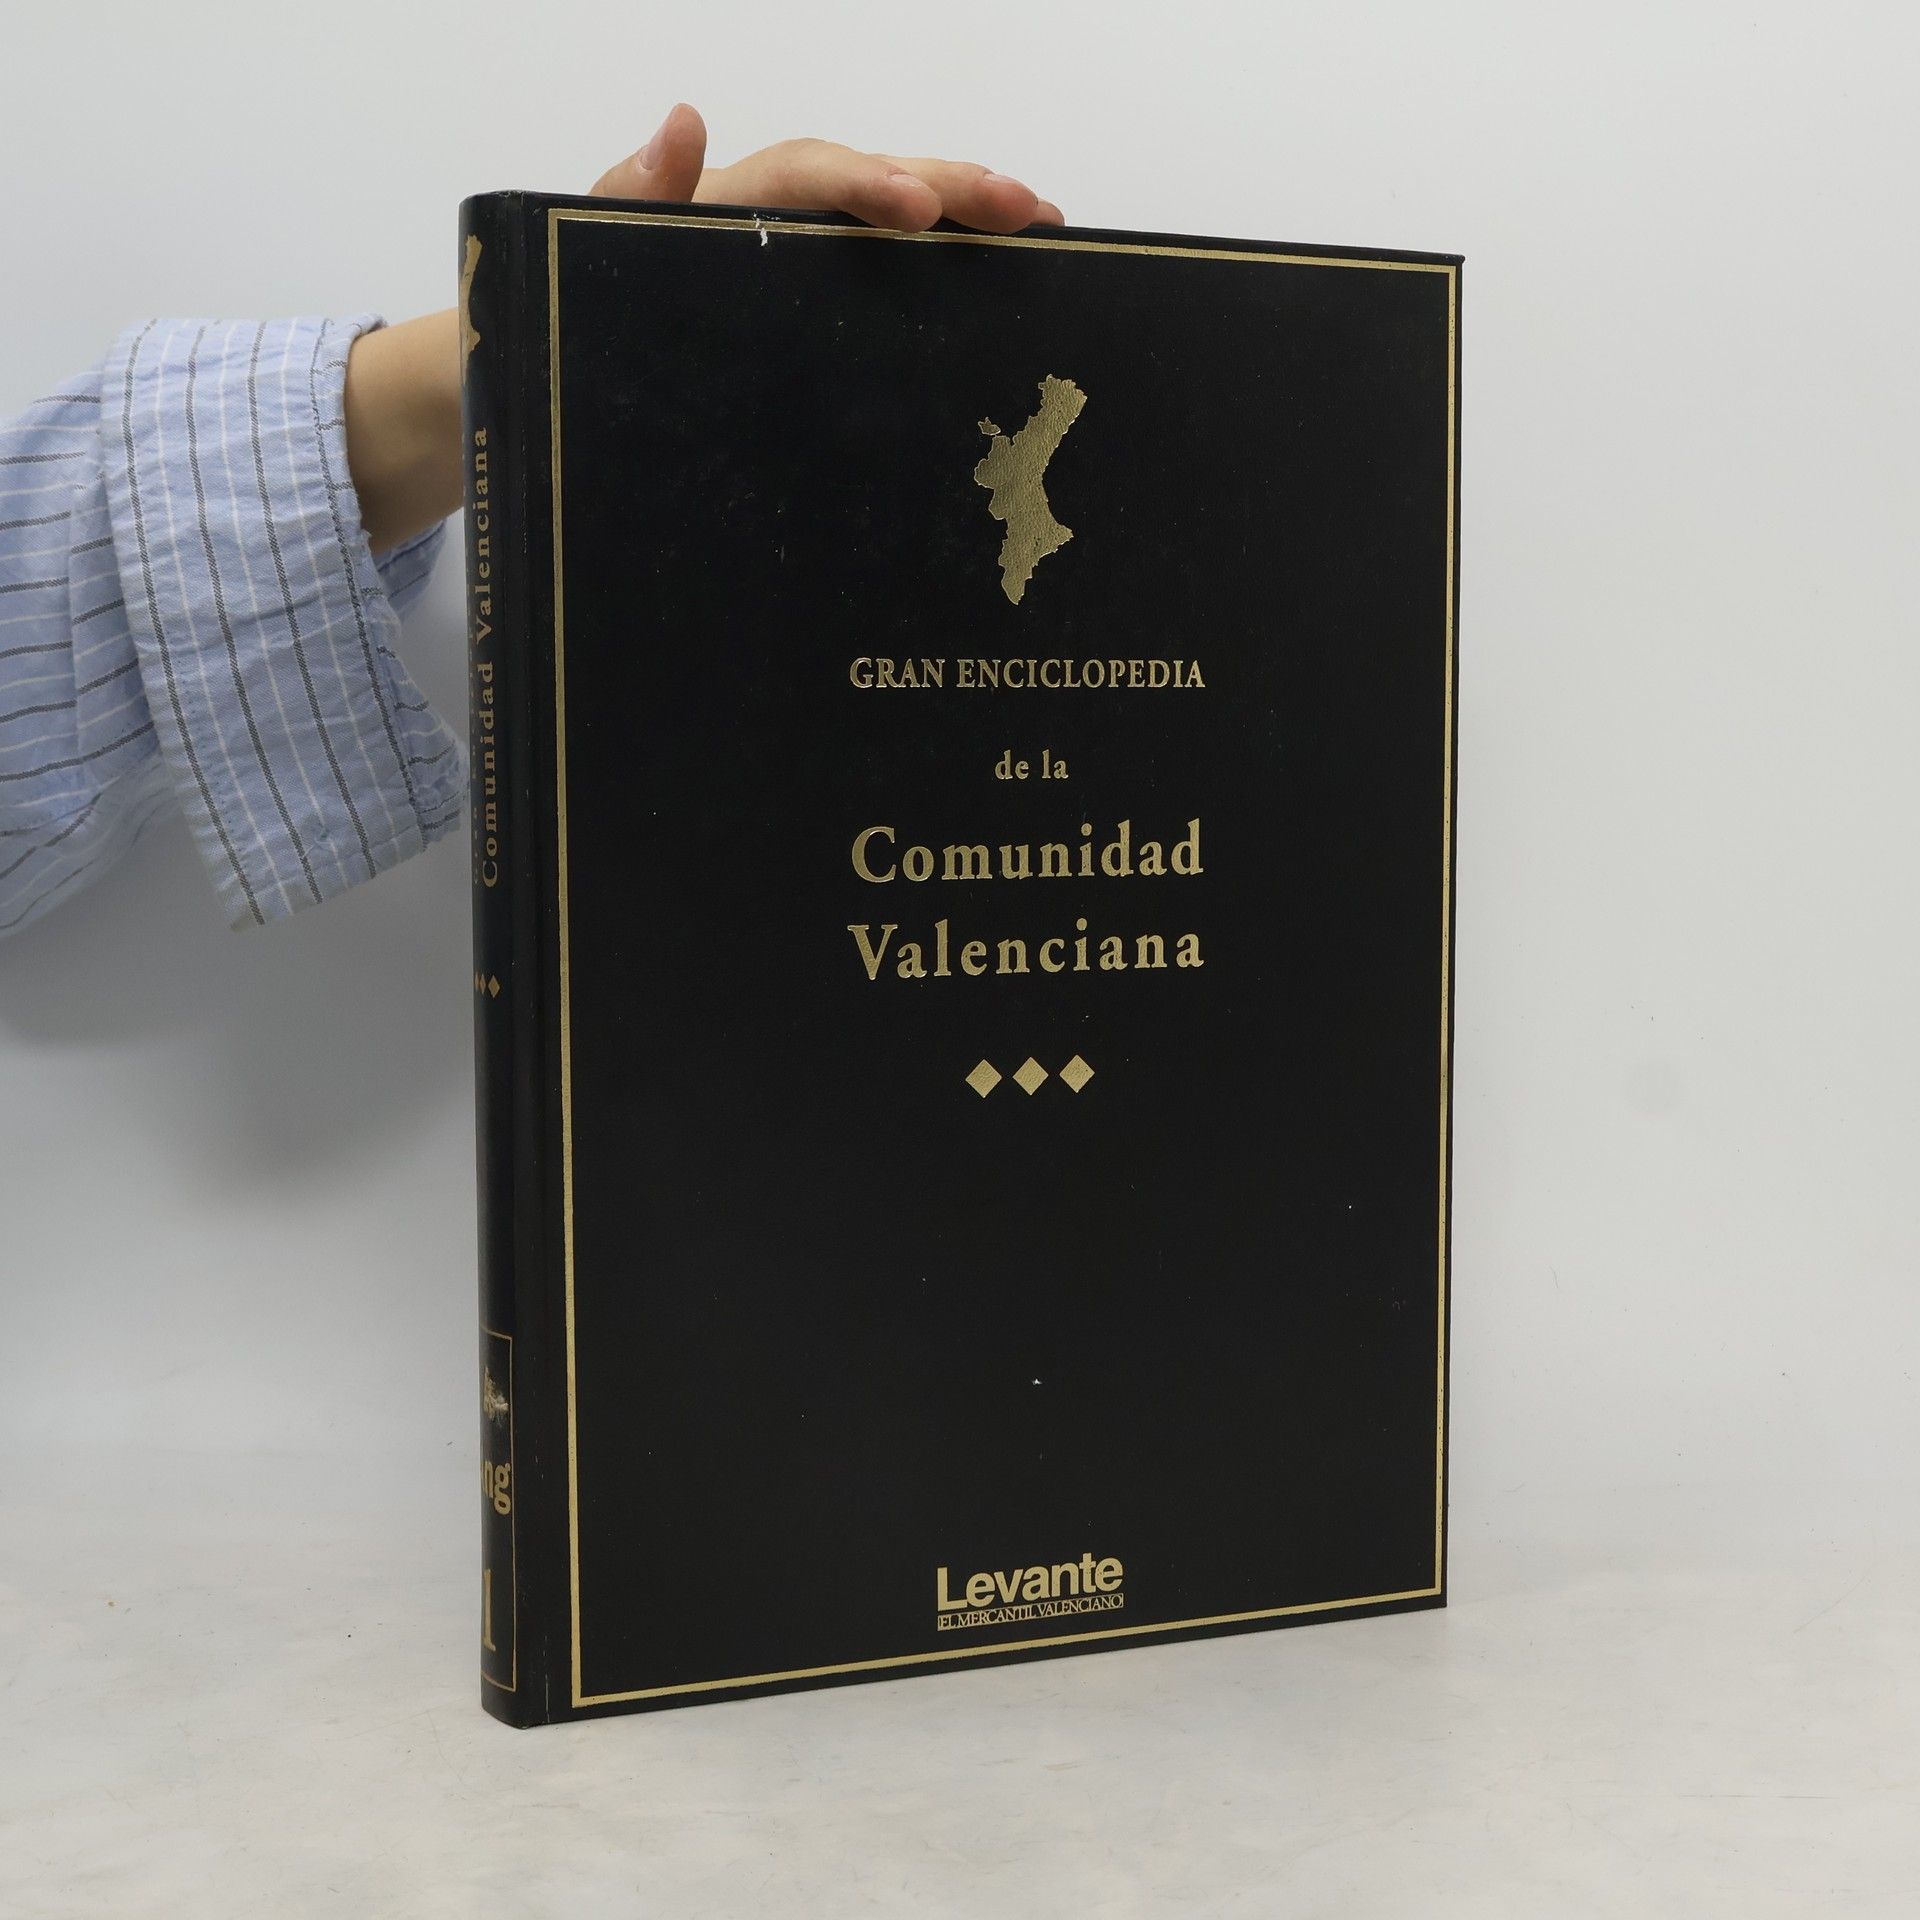 GRAN ENCICLOPEDIA
de la
Comunidad
Valenciana
Levante
EL MERCANTIL VALENCIANO
Comunidad Valenciana
1